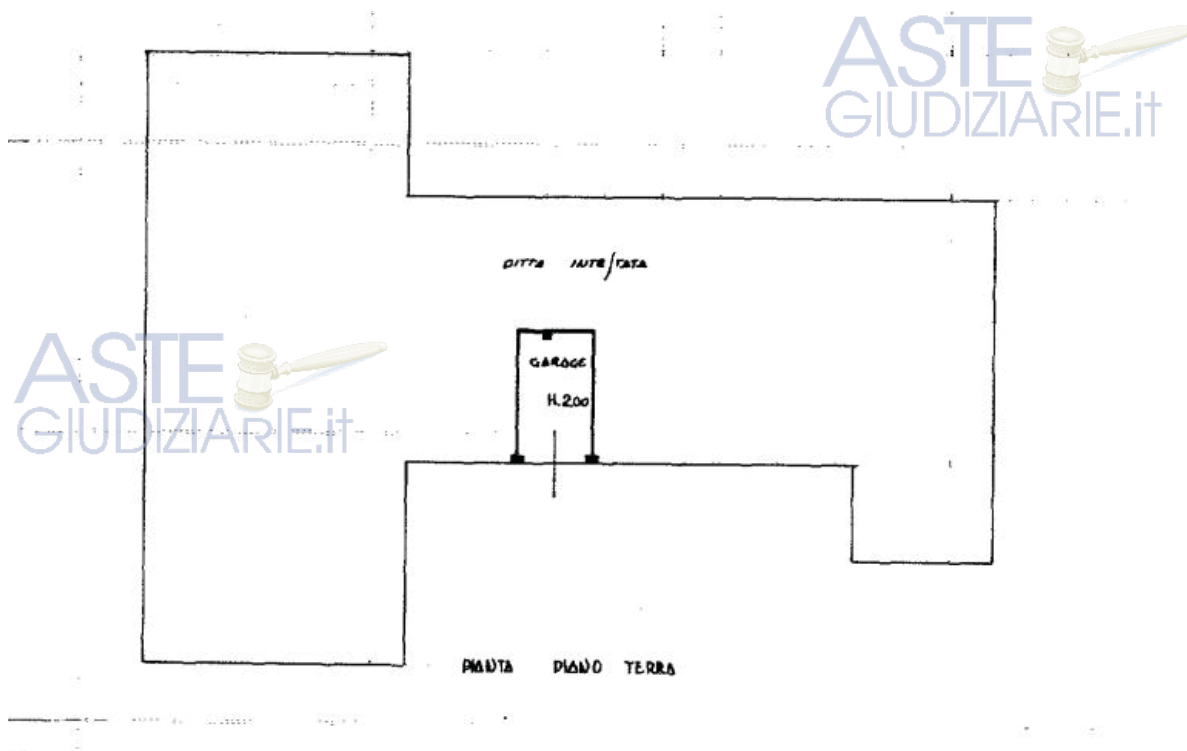 ASTE
GIUDIZIARIE.it
DITTA INTESTATA
ASTE
GIUDIZIARIE.it
GARAGE
H.200
PIANTA PIANO TERRA